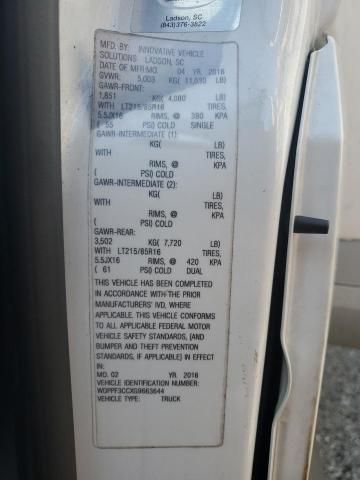 Ladson, SC
(843)376-3822
MFD. BY: INNOVATIVE VEHICLE
SOLUTIONS LADSON, SC
DATE OF MFR-MO. 04 YR. 2016
GVWR: 5,003 KG( 11,030 LB)
GAWR-FRONT:
1,851 KG( 4,080 LB)
WITH LT215/85R16 TIRES,
5.5JX16 RIMS, @ 380 KPA
( 55 PSI) COLD SINGLE
GAWR-INTERMEDIATE (1):
KG( LB)
WITH TIRES,
RIMS, @ KPA
( PSI) COLD
GAWR-INTERMEDIATE (2):
KG( LB)
WITH TIRES,
RIMS, @ KPA
( PSI) COLD
GAWR-REAR:
3,502 KG( 7,720 LB)
WITH LT215/85R16 TIRES,
5.5JX16 RIMS, @ 420 KPA
( 61 PSI) COLD DUAL
THIS VEHICLE HAS BEEN COMPLETED
IN ACCORDANCE WITH THE PRIOR
MANUFACTURERS' IVD, WHERE
APPLICABLE. THIS VEHICLE CONFORMS
TO ALL APPLICABLE FEDERAL MOTOR
VEHICLE SAFETY STANDARDS, [AND
BUMPER AND THEFT PREVENTION
STANDARDS, IF APPLICABLE] IN EFFECT
IN:
MO. 02 YR. 2016
VEHICLE IDENTIFICATION NUMBER:
WDPPF3CCXG9663644
VEHICLE TYPE: TRUCK